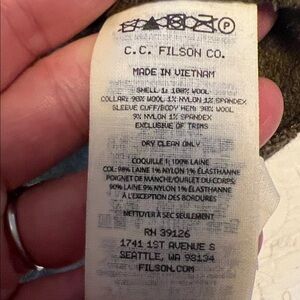 C.C. FILSON CO.
MADE IN VIETNAM
SHELL 1: 100% WOOL
COLLAR: 98% WOOL 1% NYLON 1% SPANDEX
SLEEVE CUFF/BODY HEM: 90% WOOL
9% NYLON 1% SPANDEX
EXCLUSIVE OF TRIMS
DRY CLEAN ONLY
COQUILLE 1: 100% LAINE
COL: 98% LAINE 1% NYLON 1% ÉLASTHANNE
POIGNET DE MANCHE/OURLET DU CORPS:
90% LAINE 9% NYLON 1% ÉLASTHANNE
À L'EXCEPTION DES BORDURES
NETTOYER À SEC SEULEMENT
RN 39126
1741 1ST AVENUE S
SEATTLE, WA 98134
FILSON.COM